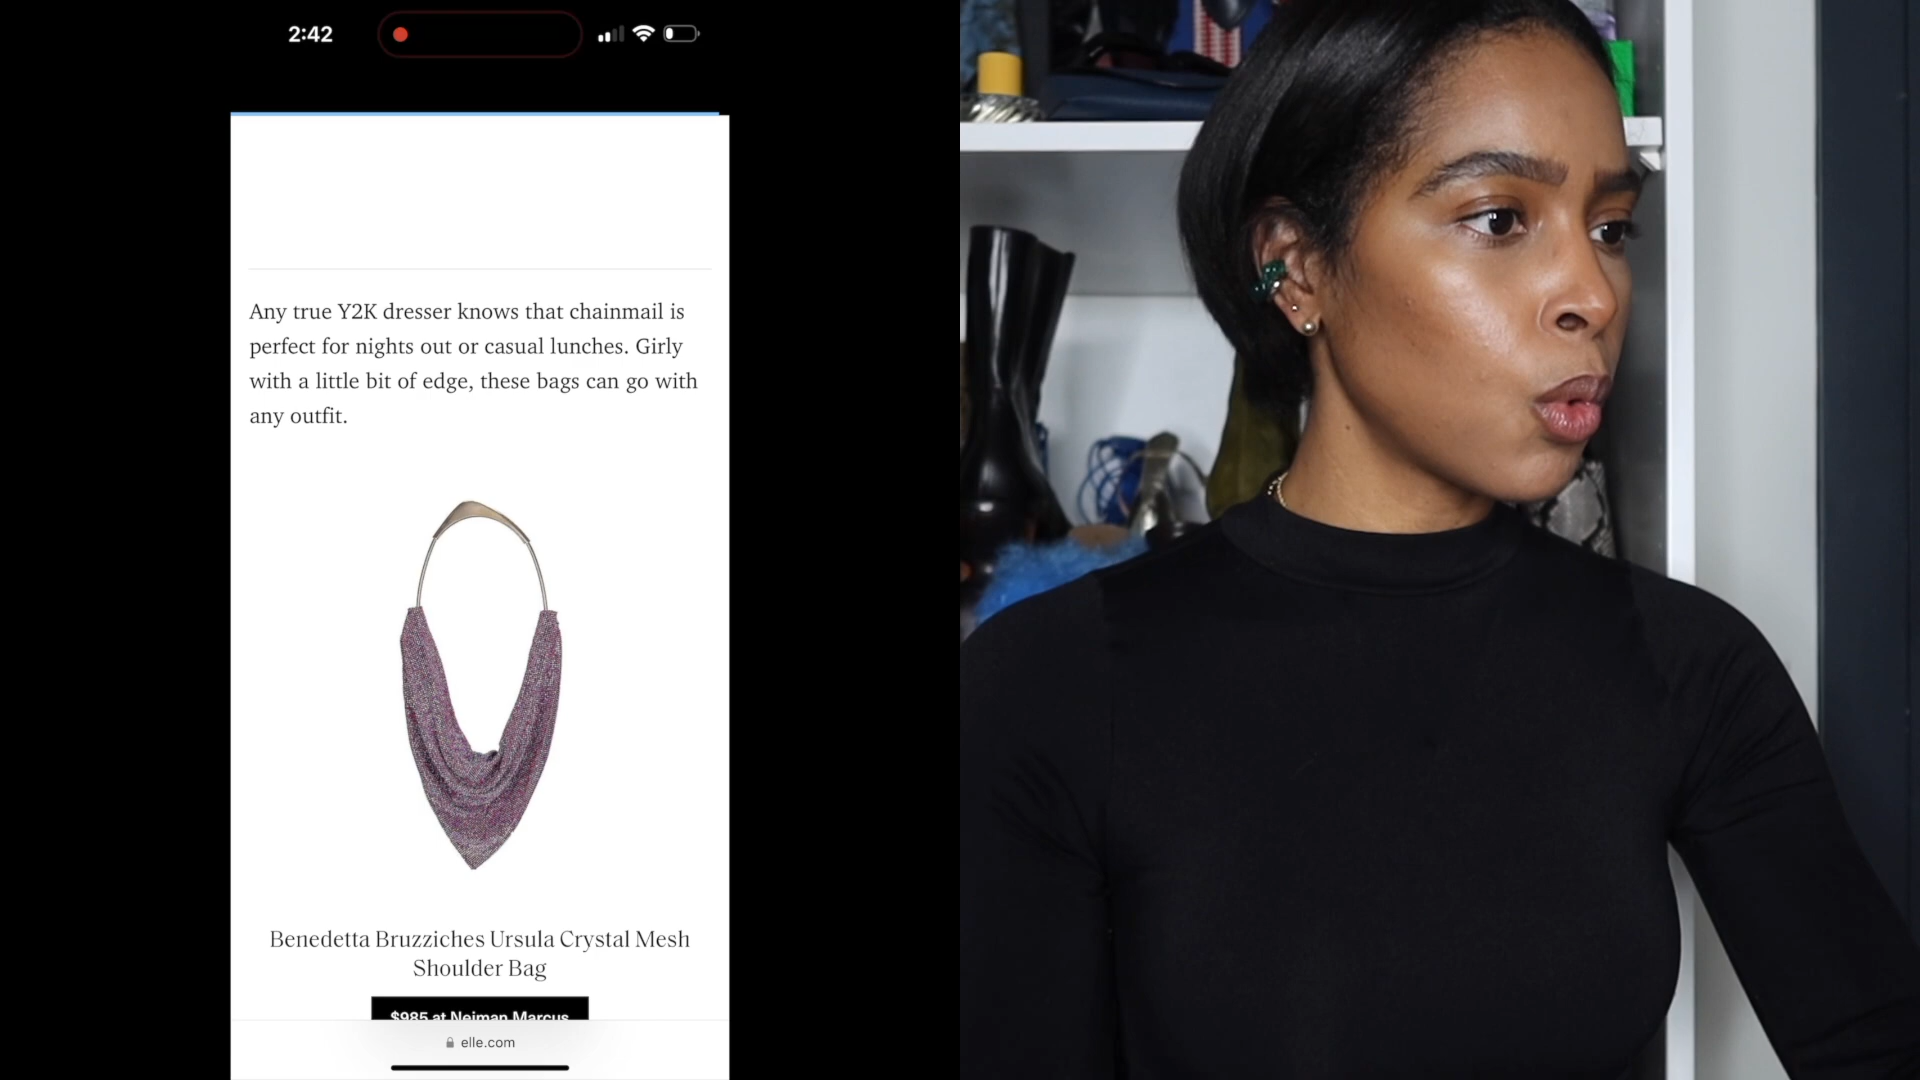 2:42
Any true Y2K dresser knows that chainmail is
perfect for nights out or casual lunches. Girly
with a little bit of edge, these bags can go with
any outfit.
Benedetta Bruzziches Ursula Crystal Mesh
Shoulder Bag
$985 at Neiman Marcus
elle.com